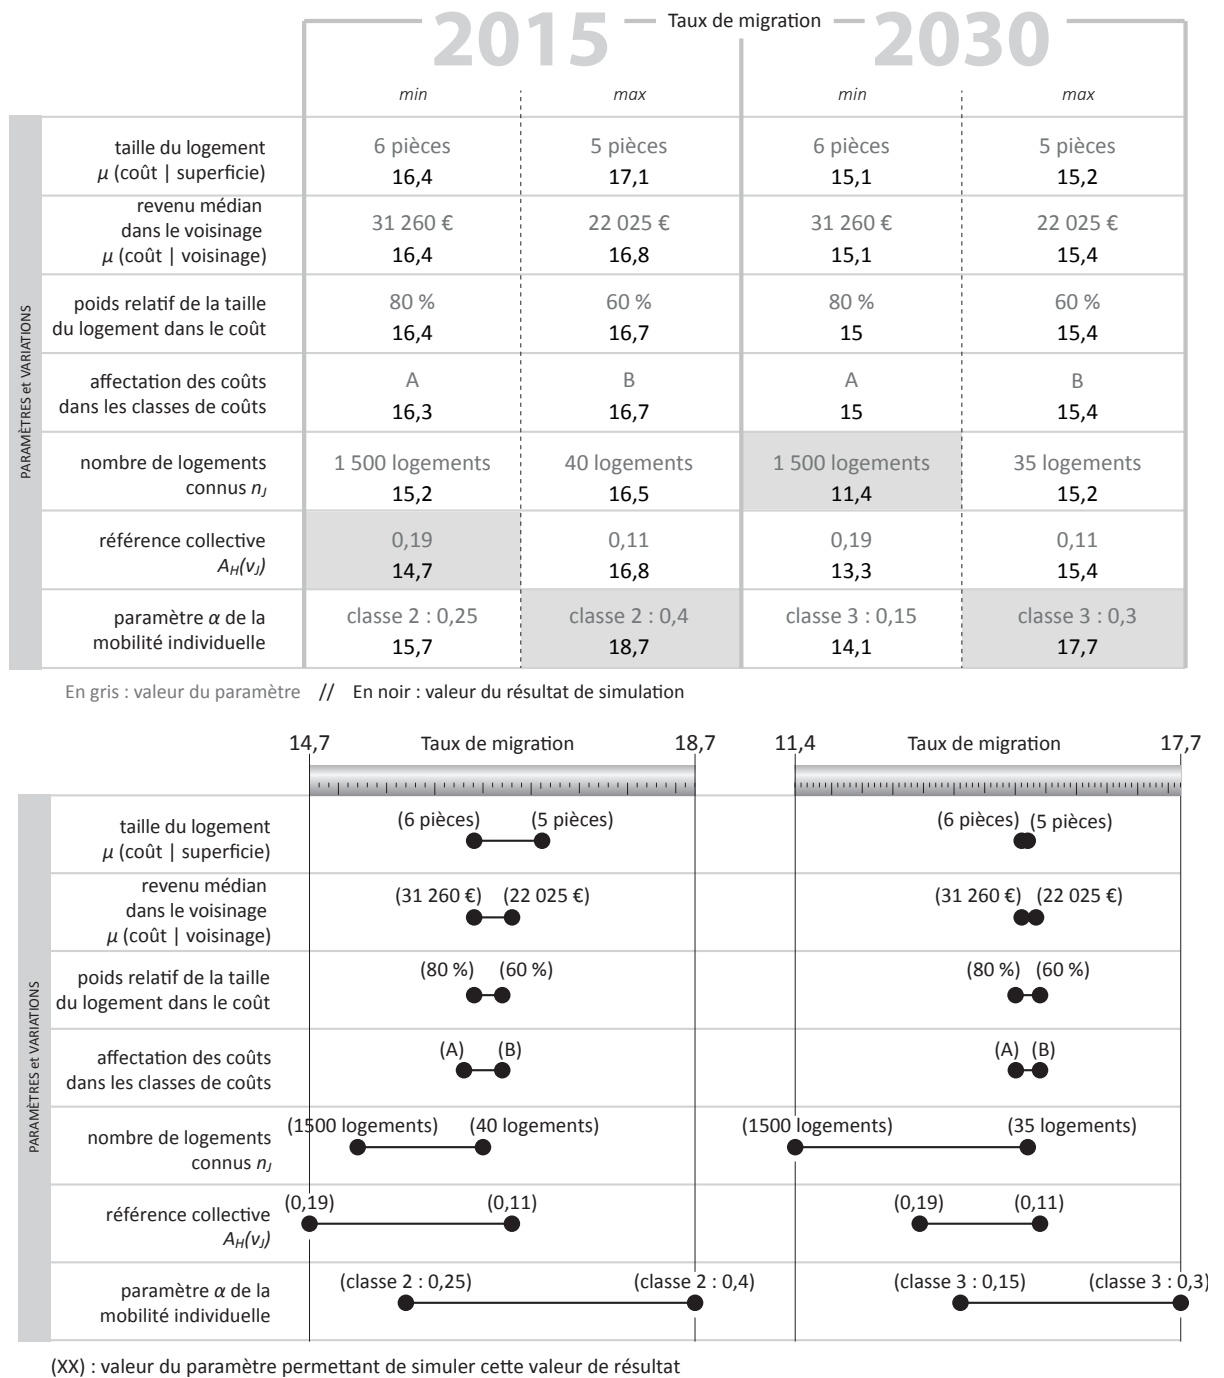 Taux de migration
2015 2030
min max min max
PARAMÈTRES et VARIATIONS
taille du logement 6 pièces 5 pièces 6 pièces 5 pièces
μ (coût | superficie) 16,4 17,1 15,1 15,2
revenu médian
dans le voisinage 31 260 € 22 025 € 31 260 € 22 025 €
μ (coût | voisinage) 16,4 16,8 15,1 15,4
poids relatif de la taille 80 % 60 % 80 % 60 %
du logement dans le coût 16,4 16,7 15 15,4
affectation des coûts A B A B
dans les classes de coûts 16,3 16,7 15 15,4
nombre de logements 1 500 logements 40 logements 1 500 logements 35 logements
connus nJ 15,2 16,5 11,4 15,2
référence collective 0,19 0,11 0,19 0,11
AH(vJ) 14,7 16,8 13,3 15,4
paramètre α de la classe 2 : 0,25 classe 2 : 0,4 classe 3 : 0,15 classe 3 : 0,3
mobilité individuelle 15,7 18,7 14,1 17,7
En gris : valeur du paramètre // En noir : valeur du résultat de simulation
14,7 Taux de migration 18,7 11,4 Taux de migration 17,7
PARAMÈTRES et VARIATIONS
taille du logement (6 pièces) (5 pièces) (6 pièces) (5 pièces)
μ (coût | superficie)
revenu médian (31 260 €) (22 025 €) (31 260 €) (22 025 €)
dans le voisinage
μ (coût | voisinage)
poids relatif de la taille (80 %) (60 %) (80 %) (60 %)
du logement dans le coût
affectation des coûts (A) (B) (A) (B)
dans les classes de coûts
nombre de logements (1500 logements) (40 logements) (1500 logements) (35 logements)
connus nJ
référence collective (0,19) (0,11) (0,19) (0,11)
AH(vJ)
paramètre α de la (classe 2 : 0,25) (classe 2 : 0,4) (classe 3 : 0,15) (classe 3 : 0,3)
mobilité individuelle
(XX) : valeur du paramètre permettant de simuler cette valeur de résultat